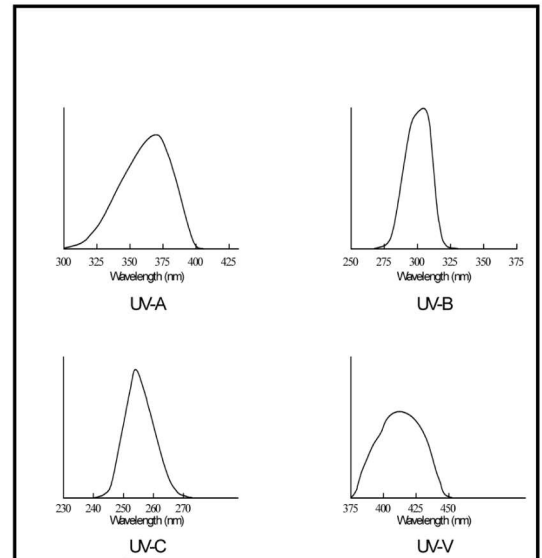 300 325 350 375 400 425
Wavelength (nm)
UV-A
250 275 300 325 350 375
Wavelength (nm)
UV-B
230 240 250 260 270
Wavelength (nm)
UV-C
375 400 425 450
Wavelength (nm)
UV-V